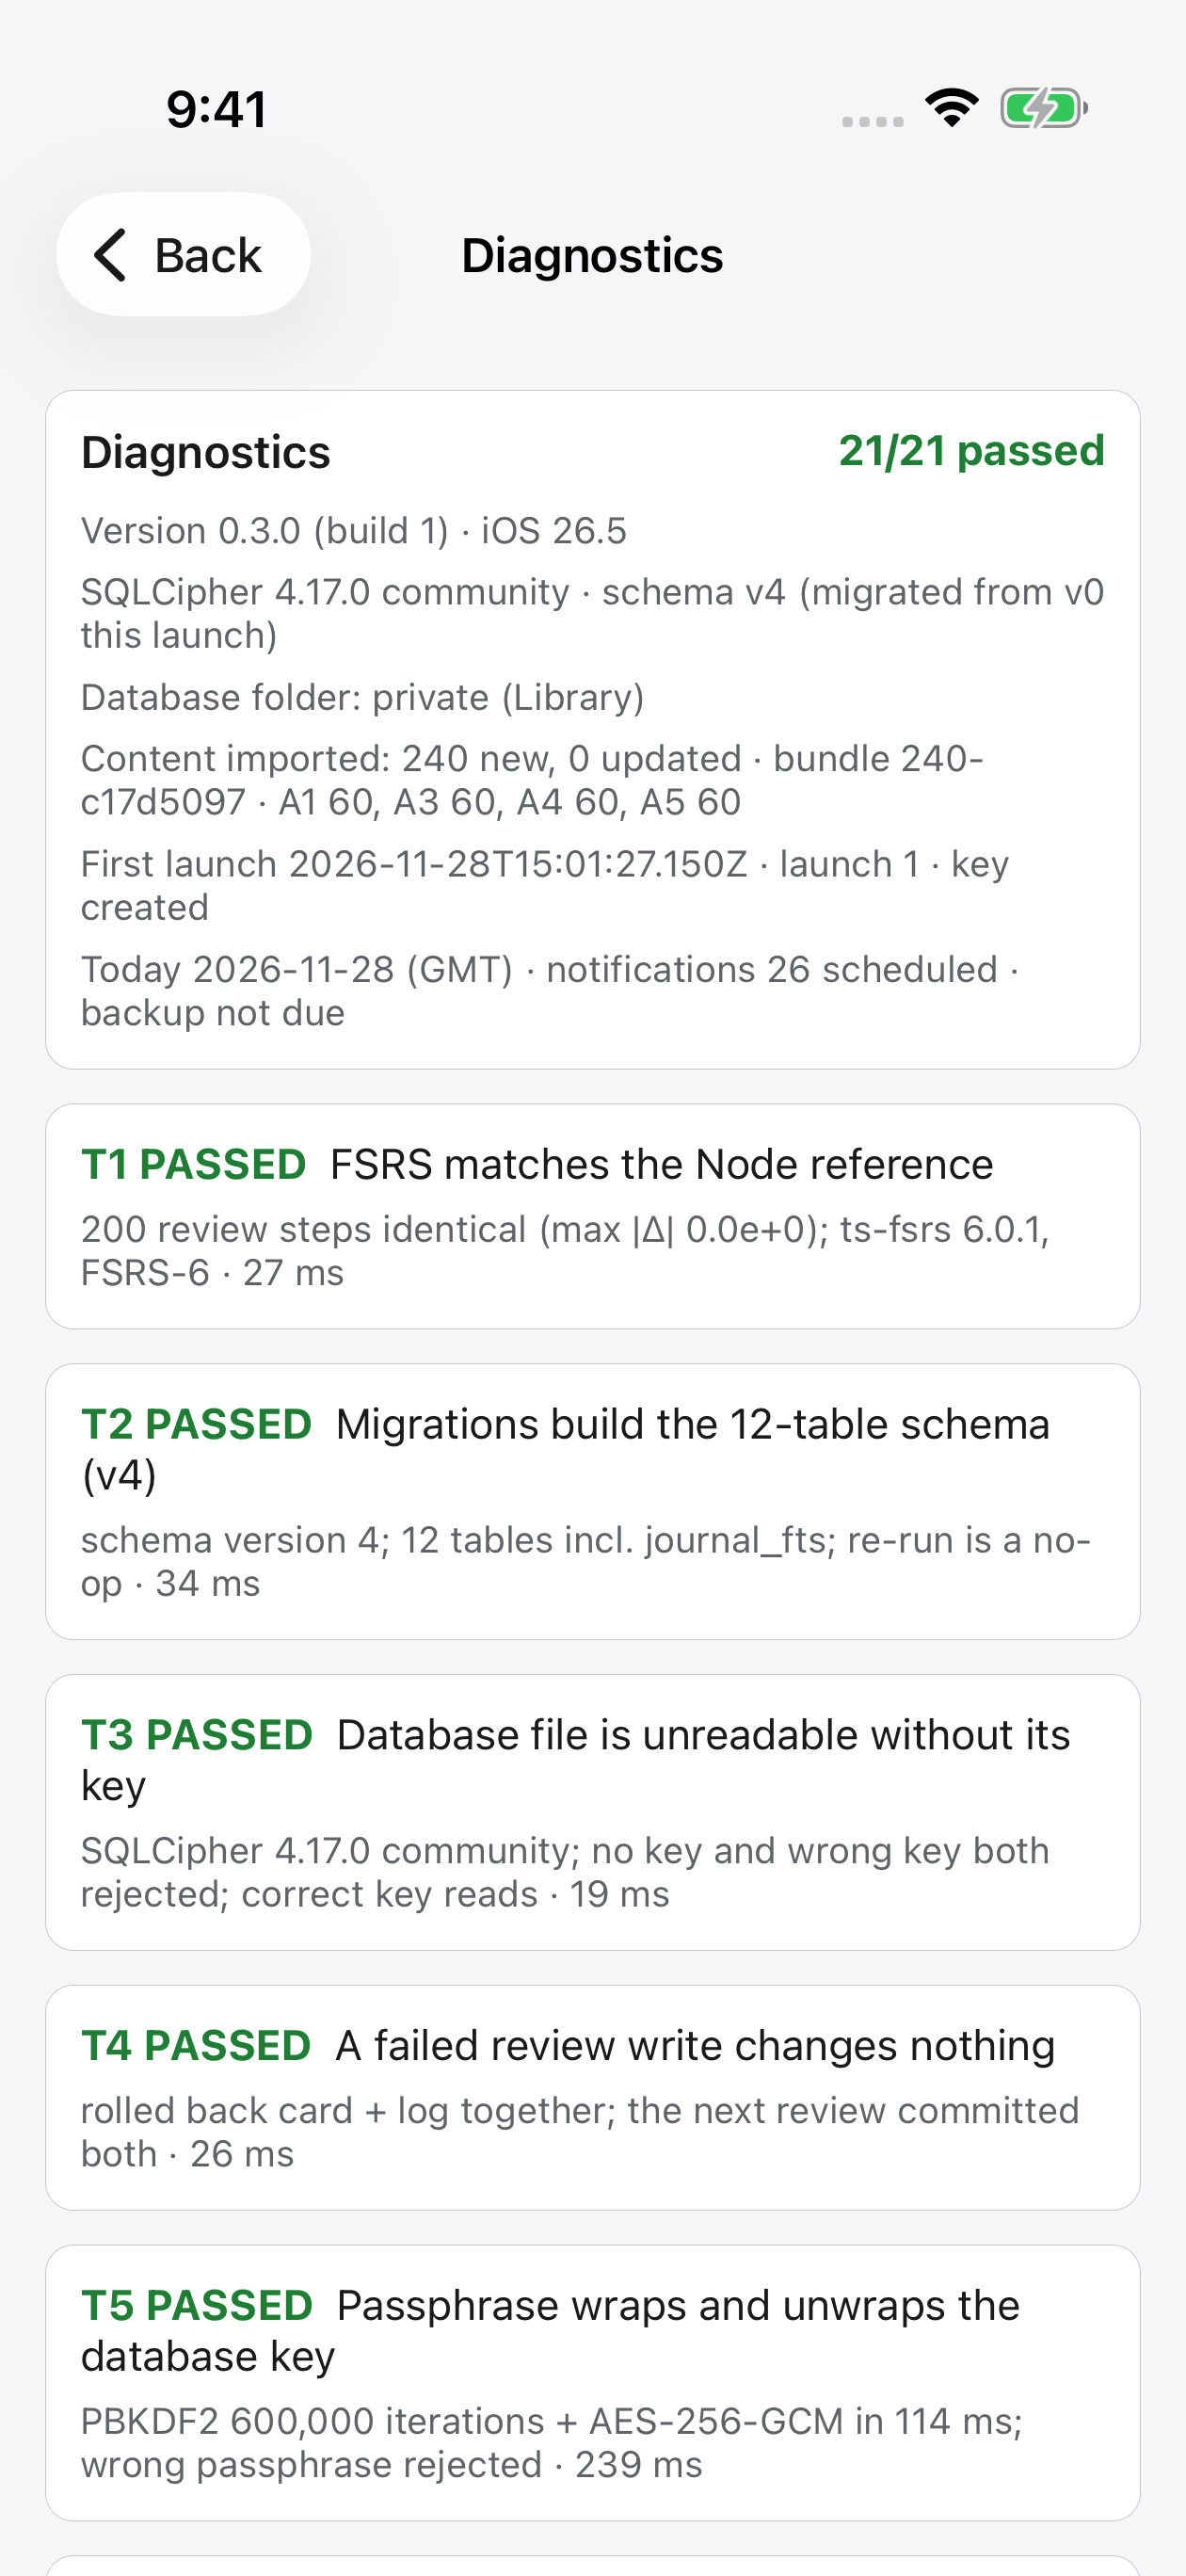 9:41
Back
Diagnostics
Diagnostics
21/21 passed
Version 0.3.0 (build 1) · iOS 26.5
SQLCipher 4.17.0 community · schema v4 (migrated from v0
this launch)
Database folder: private (Library)
Content imported: 240 new, 0 updated · bundle 240-
c17d5097 · A1 60, A3 60, A4 60, A5 60
First launch 2026-11-28T15:01:27.150Z · launch 1 · key
created
Today 2026-11-28 (GMT) · notifications 26 scheduled ·
backup not due
T1 PASSED FSRS matches the Node reference
200 review steps identical (max |Δ| 0.0e+0); ts-fsrs 6.0.1,
FSRS-6 · 27 ms
T2 PASSED Migrations build the 12-table schema
(v4)
schema version 4; 12 tables incl. journal_fts; re-run is a no-
op · 34 ms
T3 PASSED Database file is unreadable without its
key
SQLCipher 4.17.0 community; no key and wrong key both
rejected; correct key reads · 19 ms
T4 PASSED A failed review write changes nothing
rolled back card + log together; the next review committed
both · 26 ms
T5 PASSED Passphrase wraps and unwraps the
database key
PBKDF2 600,000 iterations + AES-256-GCM in 114 ms;
wrong passphrase rejected · 239 ms